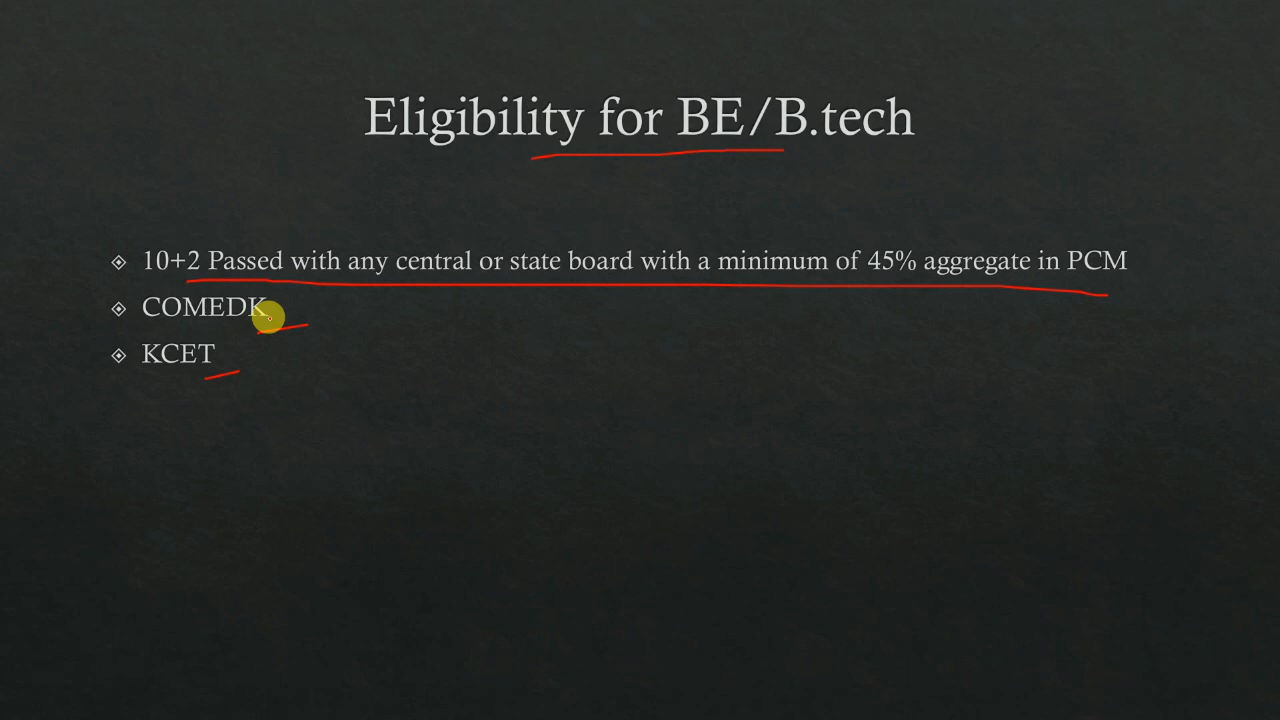 Eligibility for BE/B.tech
10+2 Passed with any central or state board with a minimum of 45% aggregate in PCM
COMEDK
KCET